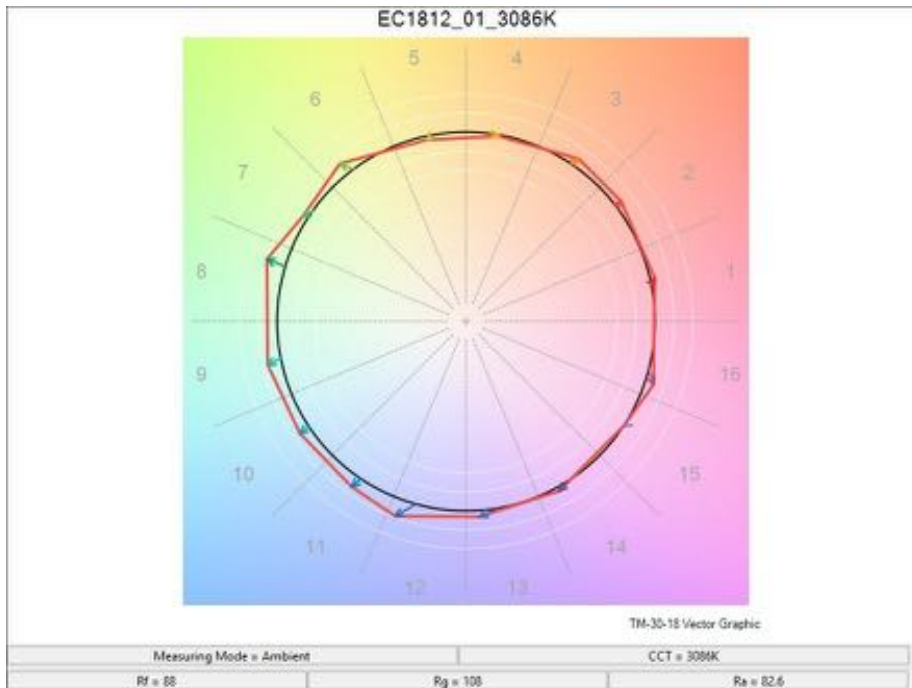 EC1812_01_3086K
5 4
6 3
7 2
8 1
9 16
10 15
11 14
12 13
TM-30-18 Vector Graphic
Measuring Mode = Ambient CCT = 3086K
Rf = 88 Rg = 108 Ra = 82.6